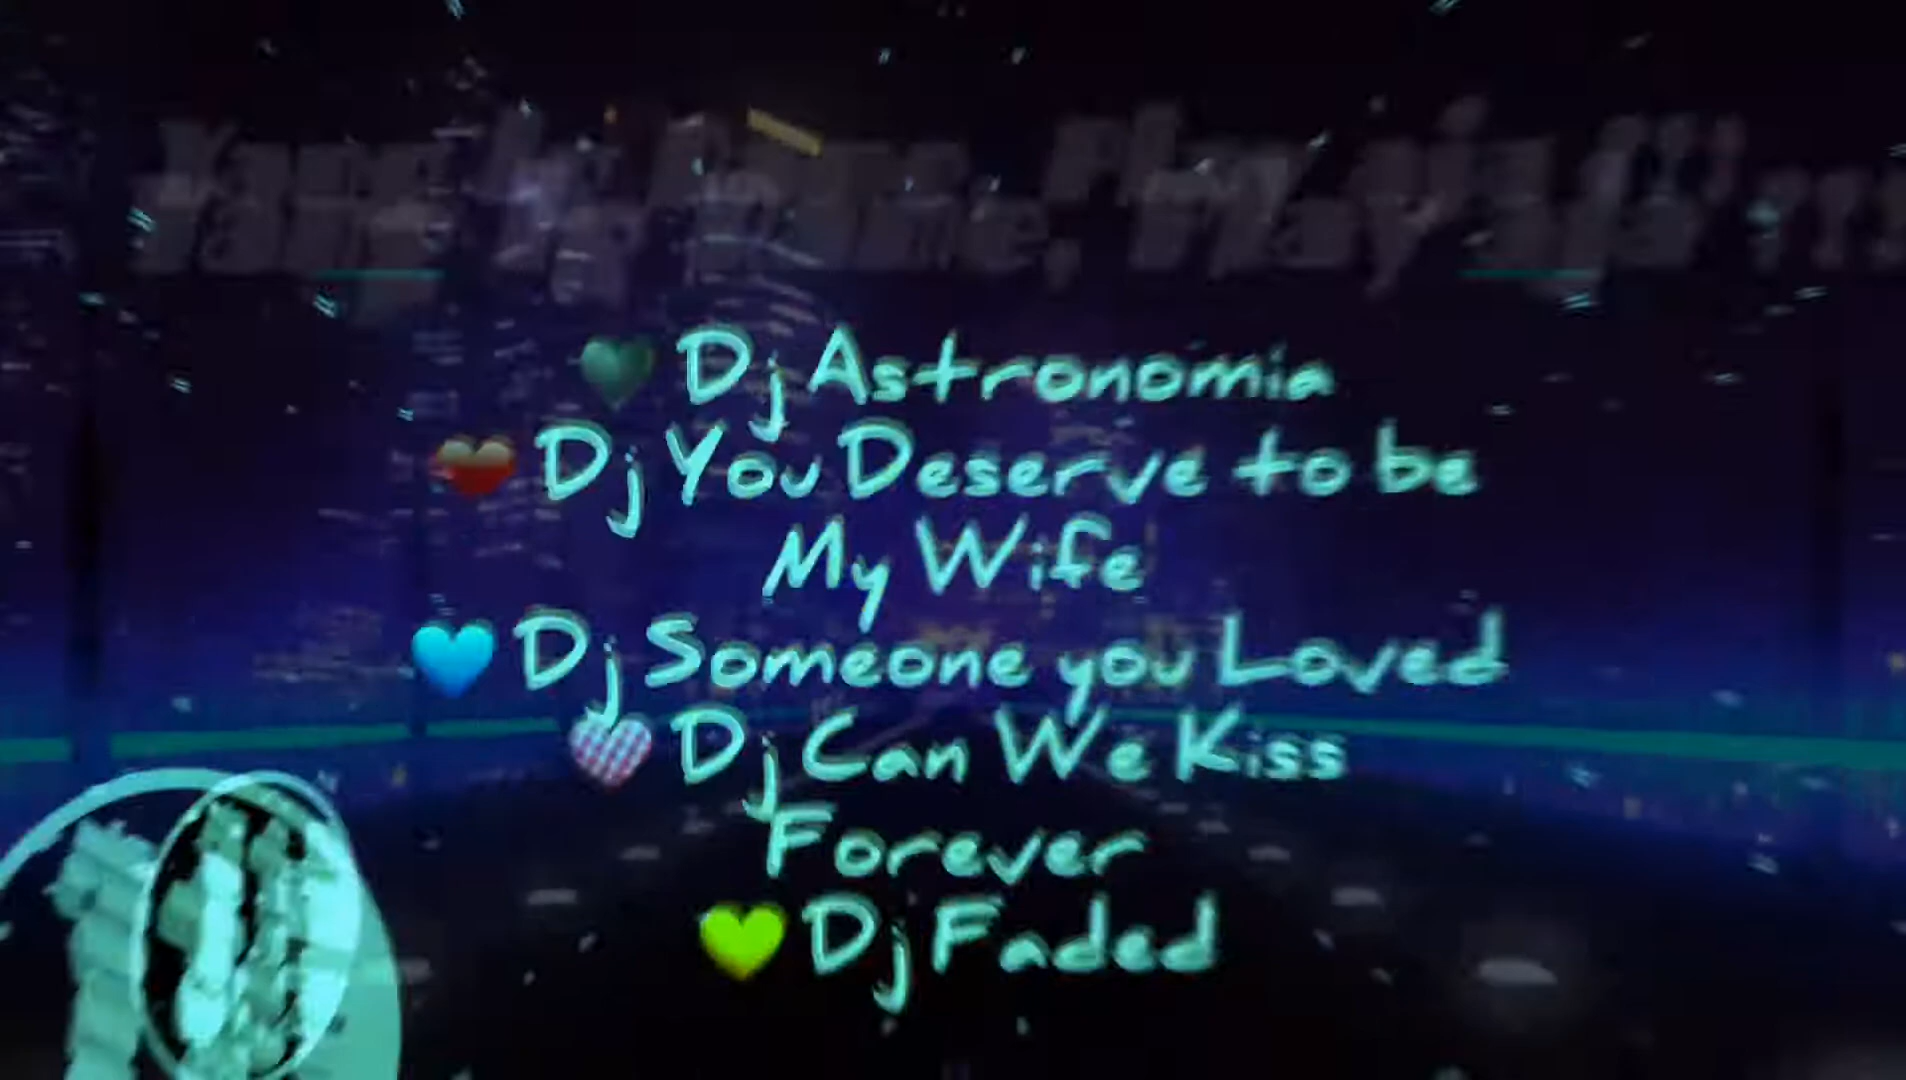 💚 Dj Astronomia
❤️ Dj You Deserve to be
My Wife
💙 Dj Someone you Loved
Dj Can We Kiss
Forever
💚 Dj Faded